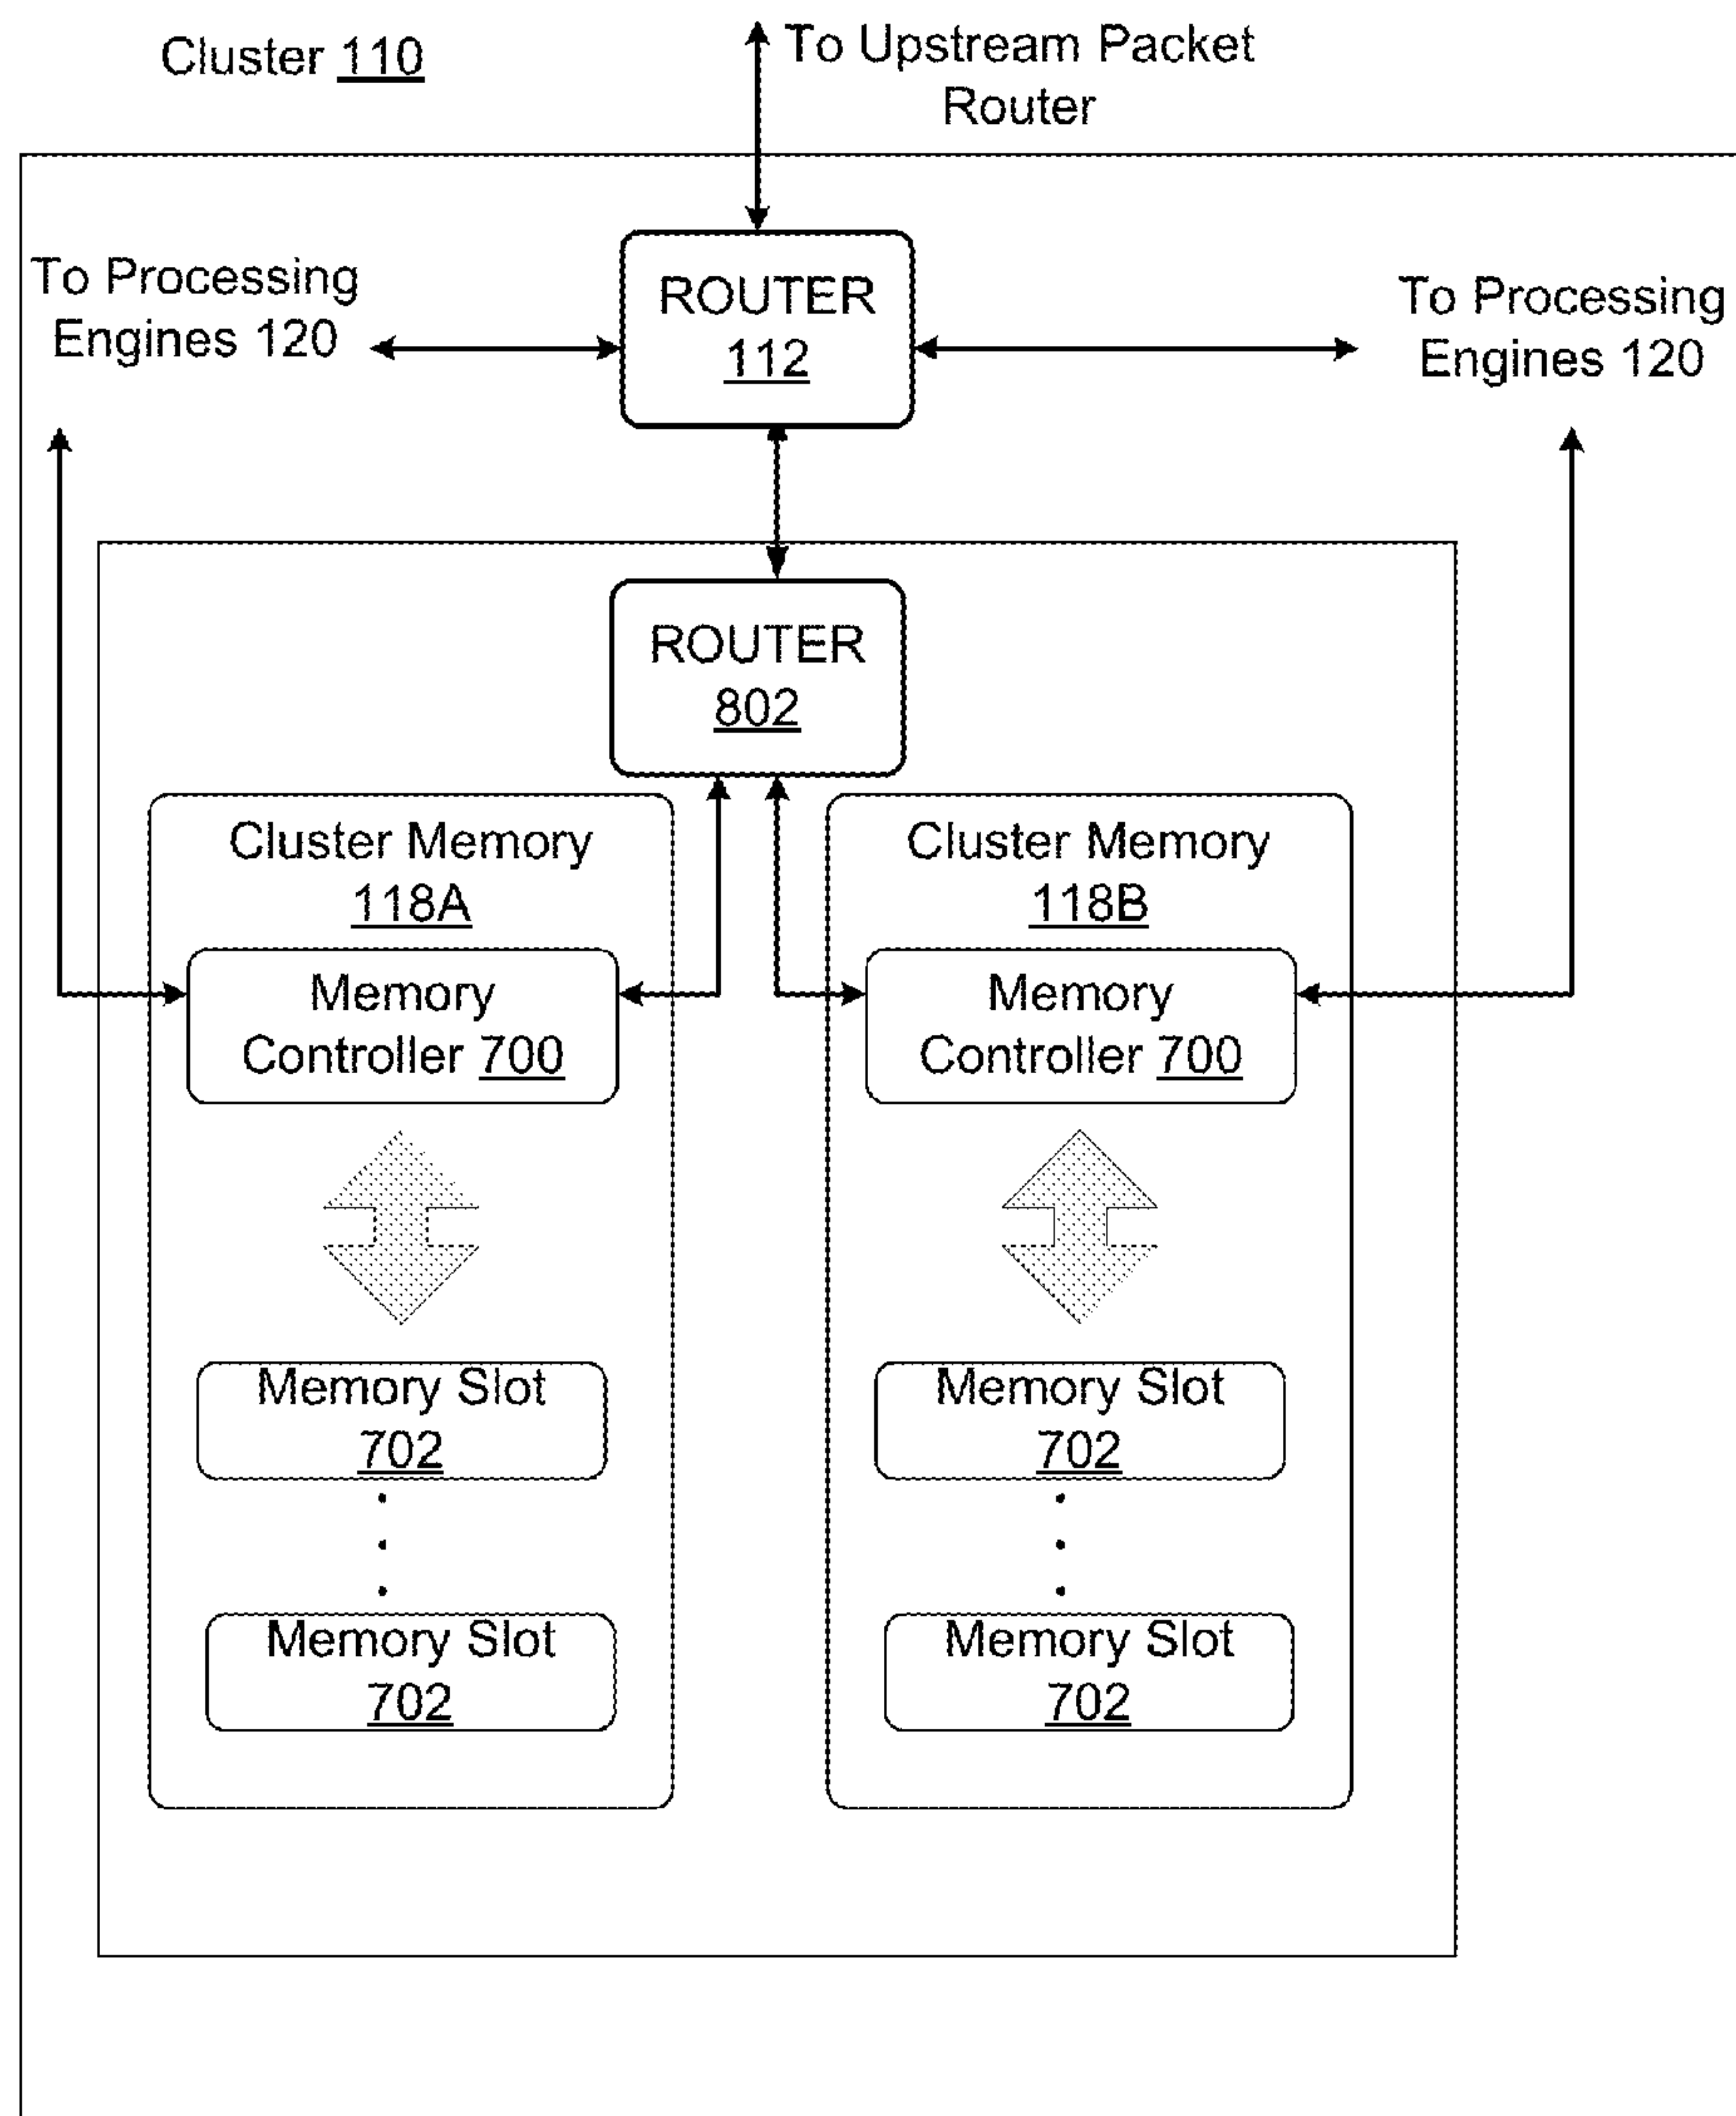 Cluster 110
To Upstream Packet
Router
To Processing
Engines 120
ROUTER
112
To Processing
Engines 120
ROUTER
802
Cluster Memory
118A
Memory
Controller 700
Memory Slot
702
Memory Slot
702
Cluster Memory
118B
Memory
Controller 700
Memory Slot
702
Memory Slot
702